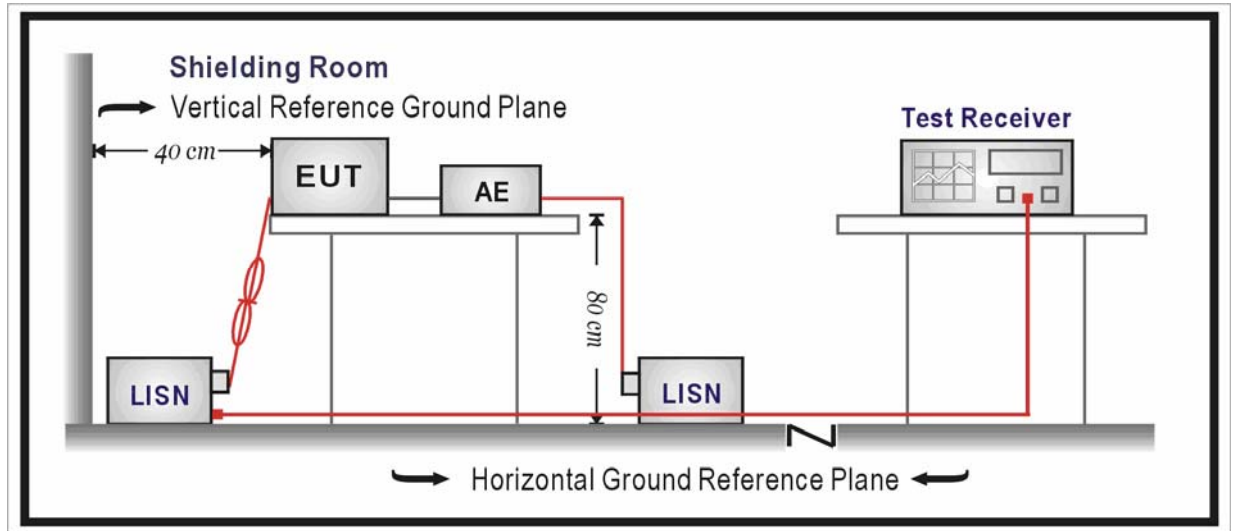 Shielding Room
Vertical Reference Ground Plane
Test Receiver
40 cm
EUT
AE
80 cm
LISN
LISN
Horizontal Ground Reference Plane